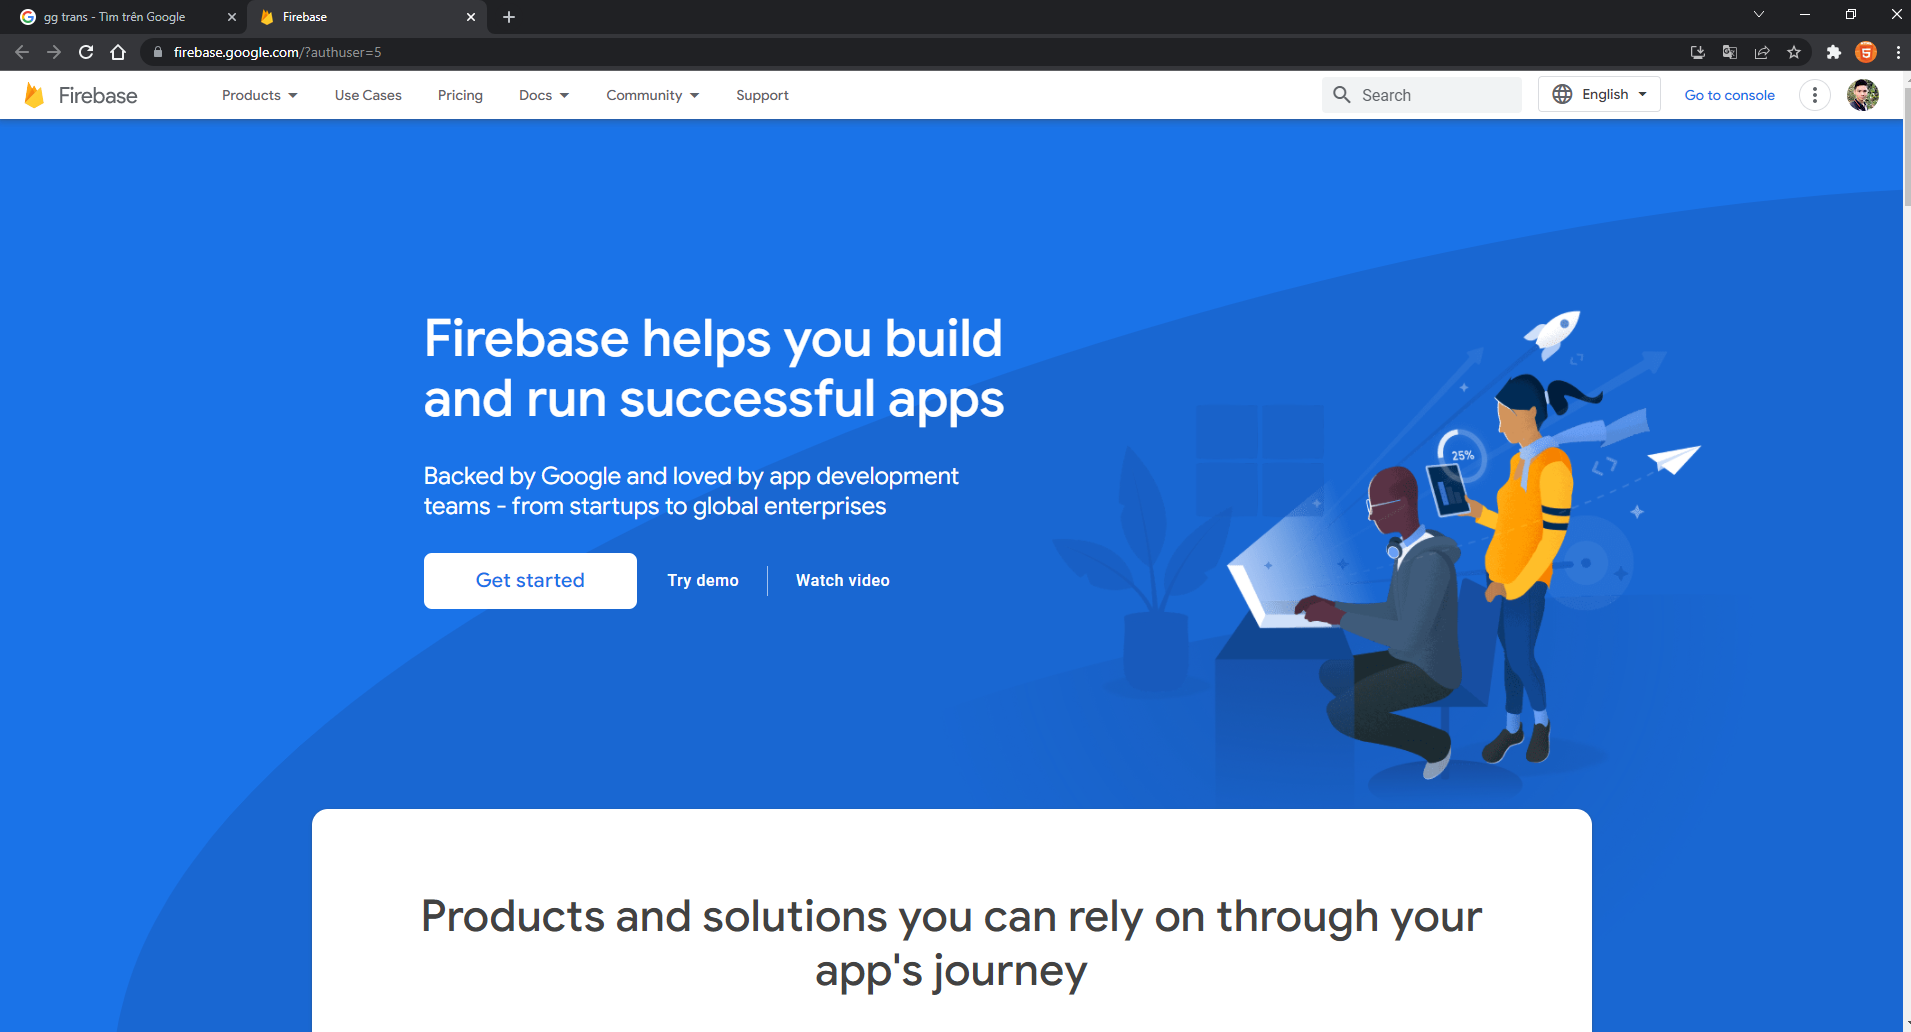 gg trans - Tìm trên Google
Firebase
firebase.google.com/?authuser=5
Firebase
Products
Use Cases
Pricing
Docs
Community
Support
Search
English
Go to console
Firebase helps you build
and run successful apps
Backed by Google and loved by app development
teams - from startups to global enterprises
Get started
Try demo
Watch video
25%
Products and solutions you can rely on through your
app's journey